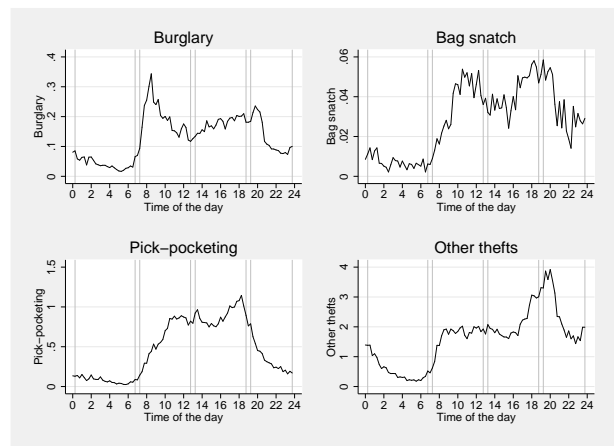 Burglary
Burglary
0 .1 .2 .3 .4
0 2 4 6 8 10 12 14 16 18 20 22 24
Time of the day
Bag snatch
Bag snatch
0 .02 .04 .06
0 2 4 6 8 10 12 14 16 18 20 22 24
Time of the day
Pick−pocketing
Pick−pocketing
0 .5 1 1.5
0 2 4 6 8 10 12 14 16 18 20 22 24
Time of the day
Other thefts
Other thefts
0 1 2 3 4
0 2 4 6 8 10 12 14 16 18 20 22 24
Time of the day